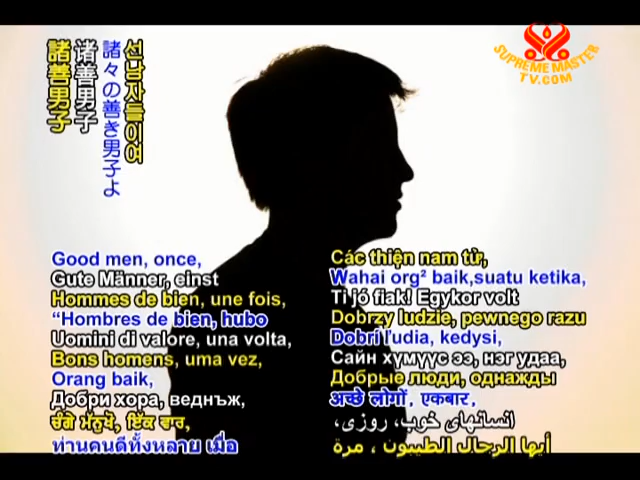 SUPREME MASTER
TV.COM
선남자들이여
諸々の善き男子よ
诸善男子
諸善男子
Good men, once,
Gute Männer, einst
Hommes de bien, une fois,
“Hombres de bien, hubo
Uomini di valore, una volta,
Bons homens, uma vez,
Orang baik,
Добри хора, веднъж,
ਚੰਗੇ ਮੱਨੁਖੋ, ਇੱਕ ਵਾਰ,
ท่านคนดีทั้งหลาย เมื่อ
Các thiện nam tử,
Wahai org² baik,suatu ketika,
Ti jó fiak! Egykor volt
Dobrzy ludzie, pewnego razu
Dobrí ľudia, kedysi,
Сайн хүмүүс ээ, нэг удаа,
Добрые люди, однажды
अच्छे लोगों, एकबार,
انسانهای خوب، روزی،
أيها الرجال الطيبون ، مرة